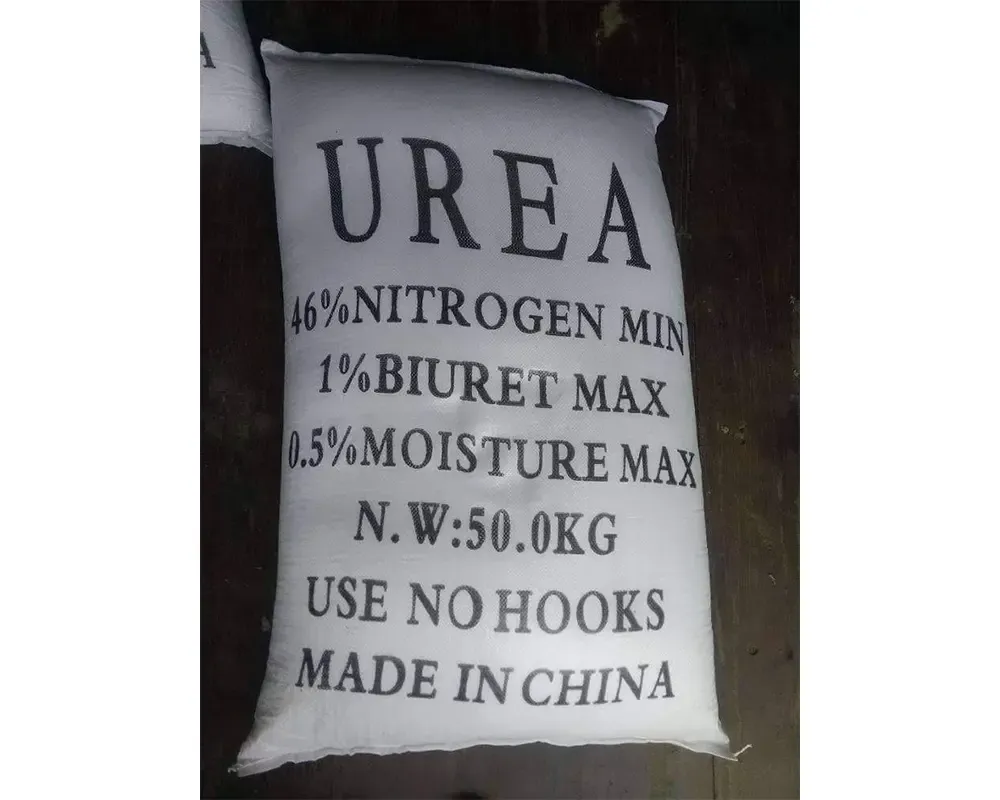 UREA
46%NITROGEN MIN
1%BIURET MAX
0.5%MOISTURE MAX
N.W:50.0KG
USE NO HOOKS
MADE IN CHINA